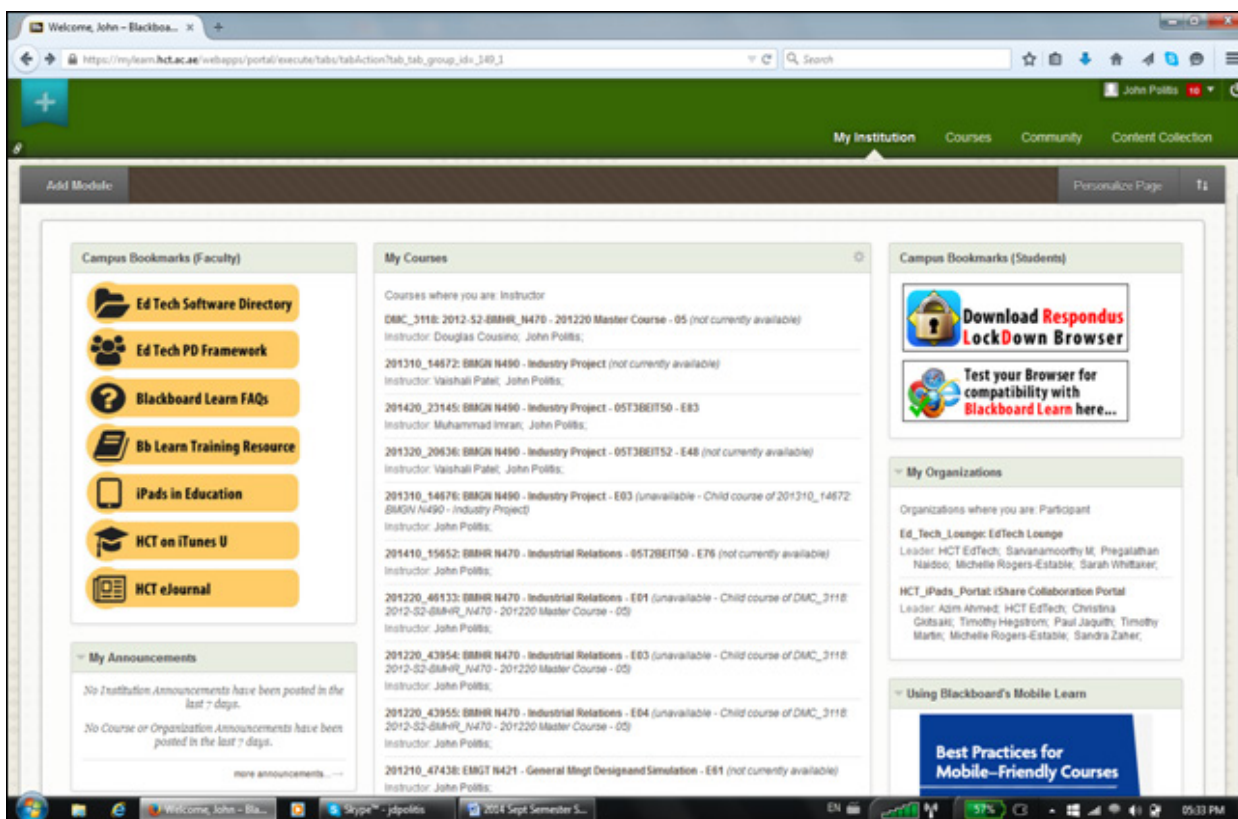 Welcome, John – Blackboa... × +
https://mylearn.hct.ac.ae/webapps/portal/execute/tabs/tabAction?tab_tab_group_id=_149_1
Search
John Politis 10
My Institution Courses Community Content Collection
Add Module
Personalize Page
Campus Bookmarks (Faculty)
Ed Tech Software Directory
Ed Tech PD Framework
Blackboard Learn FAQs
Bb Learn Training Resource
iPads in Education
HCT on iTunes U
HCT eJournal
My Announcements
No Institution Announcements have been posted in the
last 7 days.
No Course or Organization Announcements have been
posted in the last 7 days.
more announcements...
My Courses
Courses where you are: Instructor
DMC_3118: 2012-S2-BMHR_N470 - 201220 Master Course - 05 (not currently available)
Instructor: Douglas Cousino; John Politis;
201310_14672: BMGN N490 - Industry Project (not currently available)
Instructor: Vaishali Patel; John Politis;
201420_23145: BMGN N490 - Industry Project - 05T3BEIT50 - E83
Instructor: Muhammad Imran; John Politis;
201320_20636: BMGN N490 - Industry Project - 05T3BEIT52 - E48 (not currently available)
Instructor: Vaishali Patel; John Politis;
201310_14676: BMGN N490 - Industry Project - E03 (unavailable - Child course of 201310_14672:
BMGN N490 - Industry Project)
Instructor: John Politis;
201410_15652: BMHR N470 - Industrial Relations - 05T2BEIT50 - E76 (not currently available)
Instructor: John Politis;
201220_46133: BMHR N470 - Industrial Relations - E01 (unavailable - Child course of DMC_3118:
2012-S2-BMHR_N470 - 201220 Master Course - 05)
Instructor: John Politis;
201220_43954: BMHR N470 - Industrial Relations - E03 (unavailable - Child course of DMC_3118:
2012-S2-BMHR_N470 - 201220 Master Course - 05)
Instructor: John Politis;
201220_43955: BMHR N470 - Industrial Relations - E04 (unavailable - Child course of DMC_3118:
2012-S2-BMHR_N470 - 201220 Master Course - 05)
Instructor: John Politis;
201210_47438: EMGT N421 - General Mngt Designand Simulation - E61 (not currently available)
Instructor: John Politis;
Campus Bookmarks (Students)
Download Respondus
LockDown Browser
Test your Browser for
compatibility with
Blackboard Learn here...
My Organizations
Organizations where you are: Participant
Ed_Tech_Lounge: EdTech Lounge
Leader: HCT EdTech; Sarvanamoorthy M; Pregalathan
Naidoo; Michelle Rogers-Estable; Sarah Whittaker;
HCT_iPads_Portal: iShare Collaboration Portal
Leader: Azim Ahmed; HCT EdTech; Christina
Gitsaki; Timothy Hegstrom; Paul Jaquith; Timothy
Martin; Michelle Rogers-Estable; Sandra Zaher;
Using Blackboard's Mobile Learn
Best Practices for
Mobile–Friendly Courses
Welcome, John – Bla... Skype™ - jdpolitis 2014 Sept Semester S... EN 57% 05:33 PM